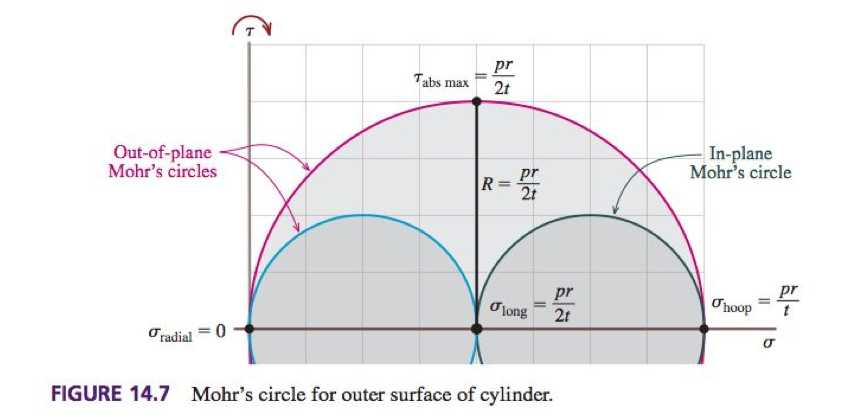 τ
τabs max = pr/2t
Out-of-plane
Mohr's circles
In-plane
Mohr's circle
R = pr/2t
σlong = pr/2t
σhoop = pr/t
σradial = 0
σ
FIGURE 14.7 Mohr's circle for outer surface of cylinder.